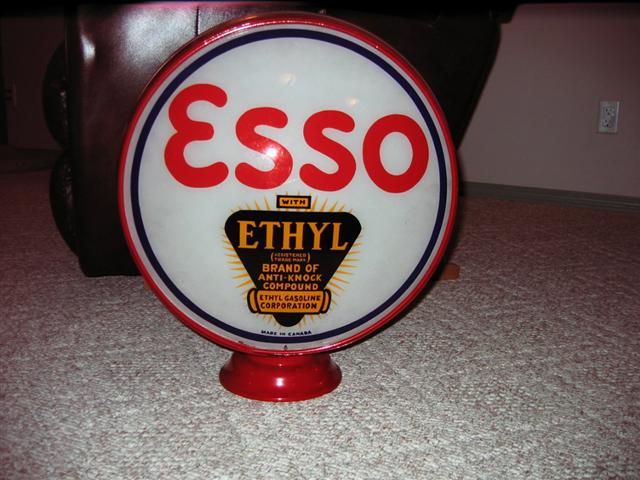 Esso
WITH
ETHYL
(REGISTERED
TRADE MARK)
BRAND OF
ANTI-KNOCK
COMPOUND
ETHYL GASOLINE
CORPORATION
MADE IN CANADA